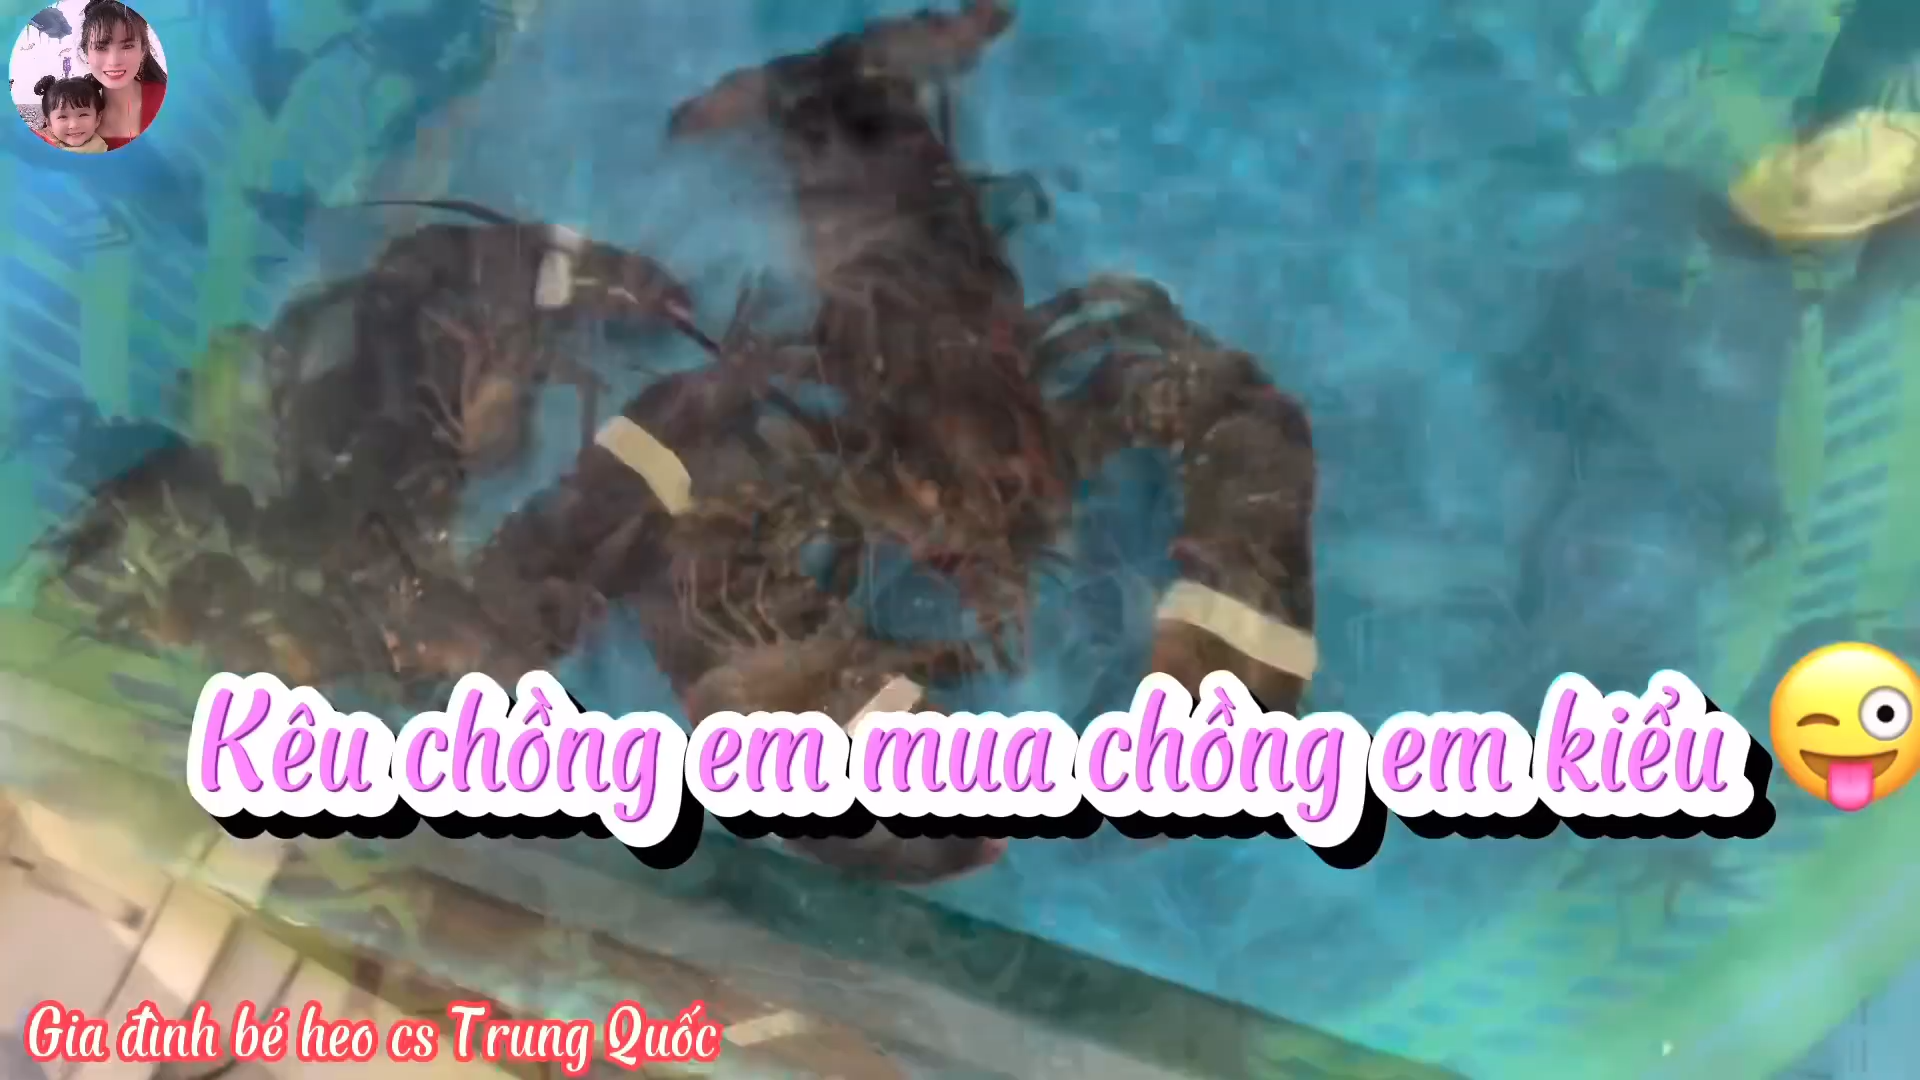 Kêu chồng em mua chồng em kiểu 😜
Gia đình bé heo cs Trung Quốc